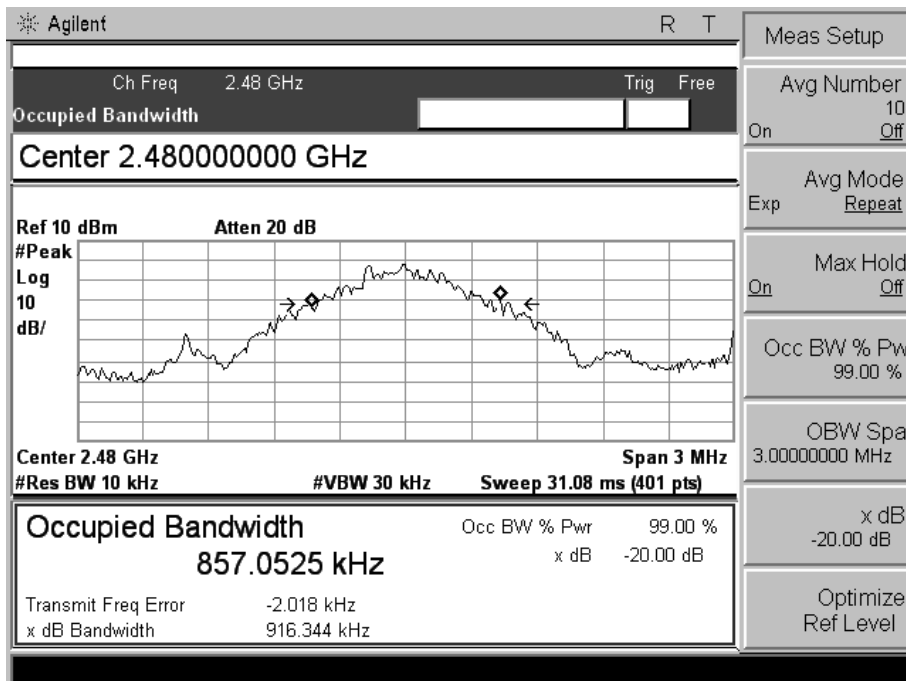 Agilent R T
Ch Freq 2.48 GHz Trig Free
Occupied Bandwidth
Center 2.480000000 GHz
Ref 10 dBm Atten 20 dB
#Peak
Log
10
dB/
Center 2.48 GHz Span 3 MHz
#Res BW 10 kHz #VBW 30 kHz Sweep 31.08 ms (401 pts)
Occupied Bandwidth Occ BW % Pwr 99.00 %
857.0525 kHz x dB -20.00 dB
Transmit Freq Error -2.018 kHz
x dB Bandwidth 916.344 kHz
Meas Setup
Avg Number
10
On Off
Avg Mode
Exp Repeat
Max Hold
On Off
Occ BW % Pw
99.00 %
OBW Spa
3.00000000 MHz
x dB
-20.00 dB
Optimize
Ref Level